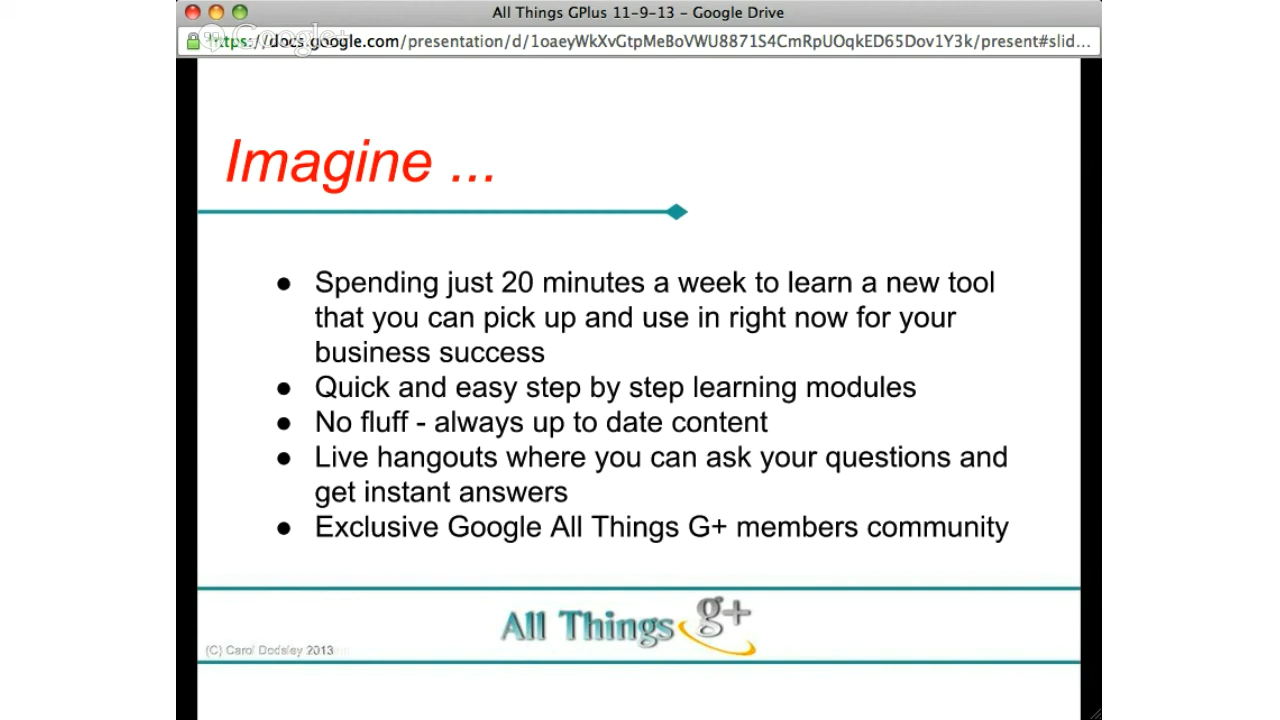 All Things GPlus 11-9-13 – Google Drive
Google+
https://docs.google.com/presentation/d/1oaeyWkXvGtpMeBoVWU8871S4CmRpUOqkED65Dov1Y3k/present#slid...
Imagine ...
● Spending just 20 minutes a week to learn a new tool
that you can pick up and use in right now for your
business success
● Quick and easy step by step learning modules
● No fluff - always up to date content
● Live hangouts where you can ask your questions and
get instant answers
● Exclusive Google All Things G+ members community
All Things g+
(C) Carol Dodsley 2013